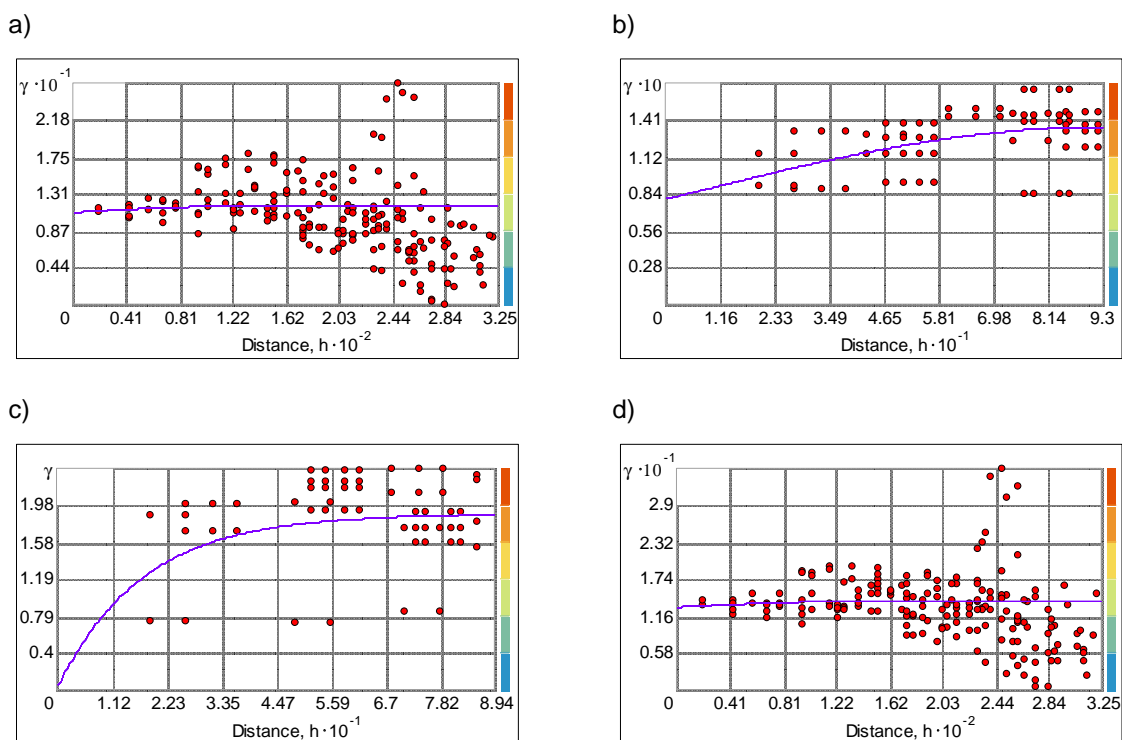 a)
γ · 10⁻¹
2.18
1.75
1.31
0.87
0.44
0 0.41 0.81 1.22 1.62 2.03 2.44 2.84 3.25
Distance, h · 10⁻²
b)
γ · 10
1.41
1.12
0.84
0.56
0.28
0 1.16 2.33 3.49 4.65 5.81 6.98 8.14 9.3
Distance, h · 10⁻¹
c)
γ
1.98
1.58
1.19
0.79
0.4
0 1.12 2.23 3.35 4.47 5.59 6.7 7.82 8.94
Distance, h · 10⁻¹
d)
γ · 10⁻¹
2.9
2.32
1.74
1.16
0.58
0 0.41 0.81 1.22 1.62 2.03 2.44 2.84 3.25
Distance, h · 10⁻²